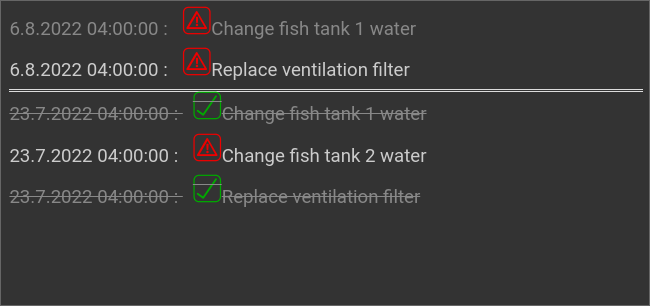 6.8.2022 04:00:00 : Change fish tank 1 water
6.8.2022 04:00:00 : Replace ventilation filter
23.7.2022 04:00:00 : Change fish tank 1 water
23.7.2022 04:00:00 : Change fish tank 2 water
23.7.2022 04:00:00 : Replace ventilation filter